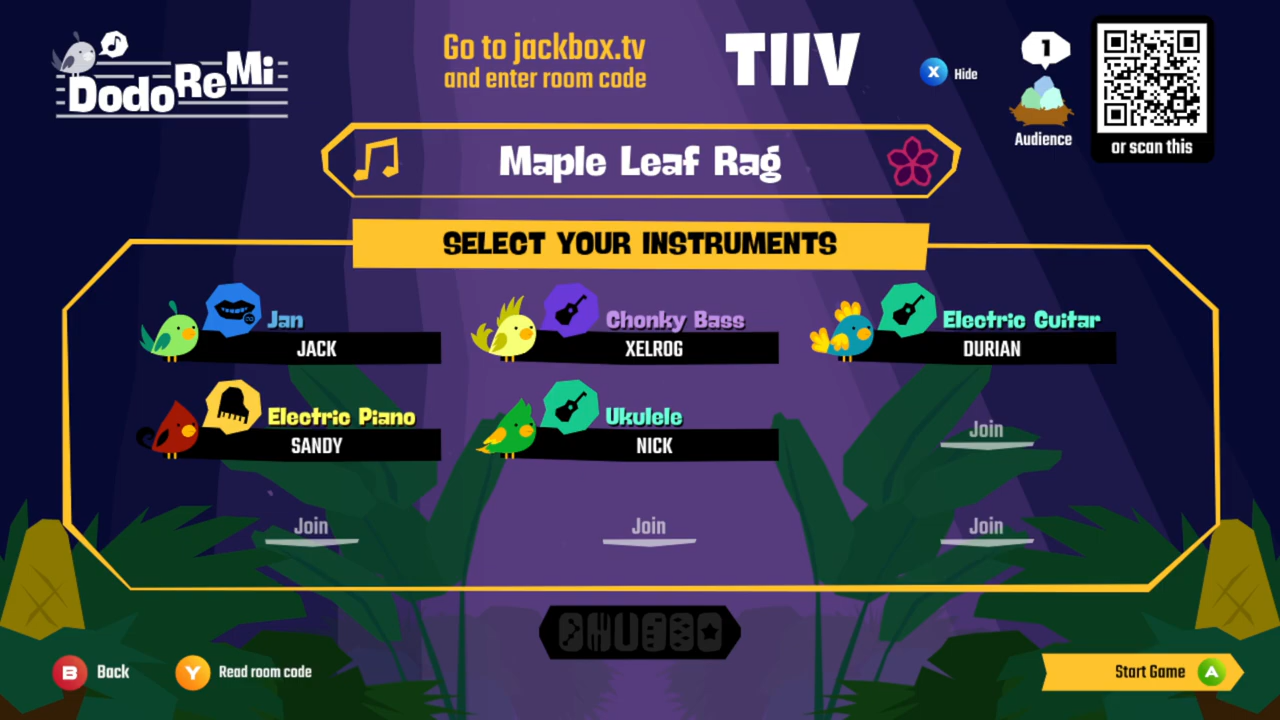 DodoReMi
Go to jackbox.tv
and enter room code
TIIV
X Hide
1
Audience
or scan this
Maple Leaf Rag
SELECT YOUR INSTRUMENTS
Jan
JACK
Chonky Bass
XELROG
Electric Guitar
DURIAN
Electric Piano
SANDY
Ukulele
NICK
Join
Join
Join
Join
B Back
Y Read room code
Start Game A